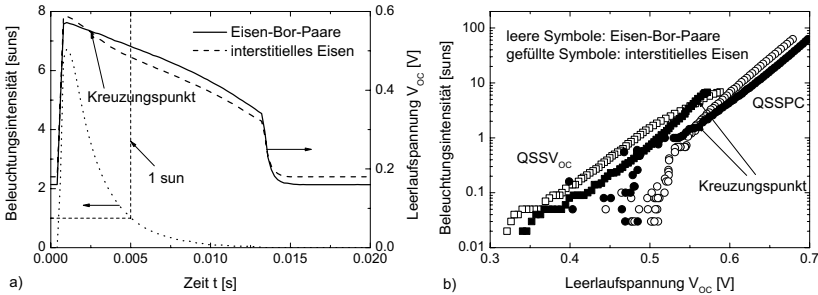 8
6
4
2
0
Beleuchtungsintensität [suns]
0.000
0.005
0.010
0.015
0.020
Zeit t [s]
0.6
0.4
0.2
0.0
Leerlaufspannung VOC [V]
Eisen-Bor-Paare
interstitielles Eisen
Kreuzungspunkt
1 sun
a)
100
10
1
0.1
0.01
Beleuchtungsintensität [suns]
0.3
0.4
0.5
0.6
0.7
Leerlaufspannung VOC [V]
leere Symbole: Eisen-Bor-Paare
gefüllte Symbole: interstitielles Eisen
QSSPC
QSSVOC
Kreuzungspunkt
b)